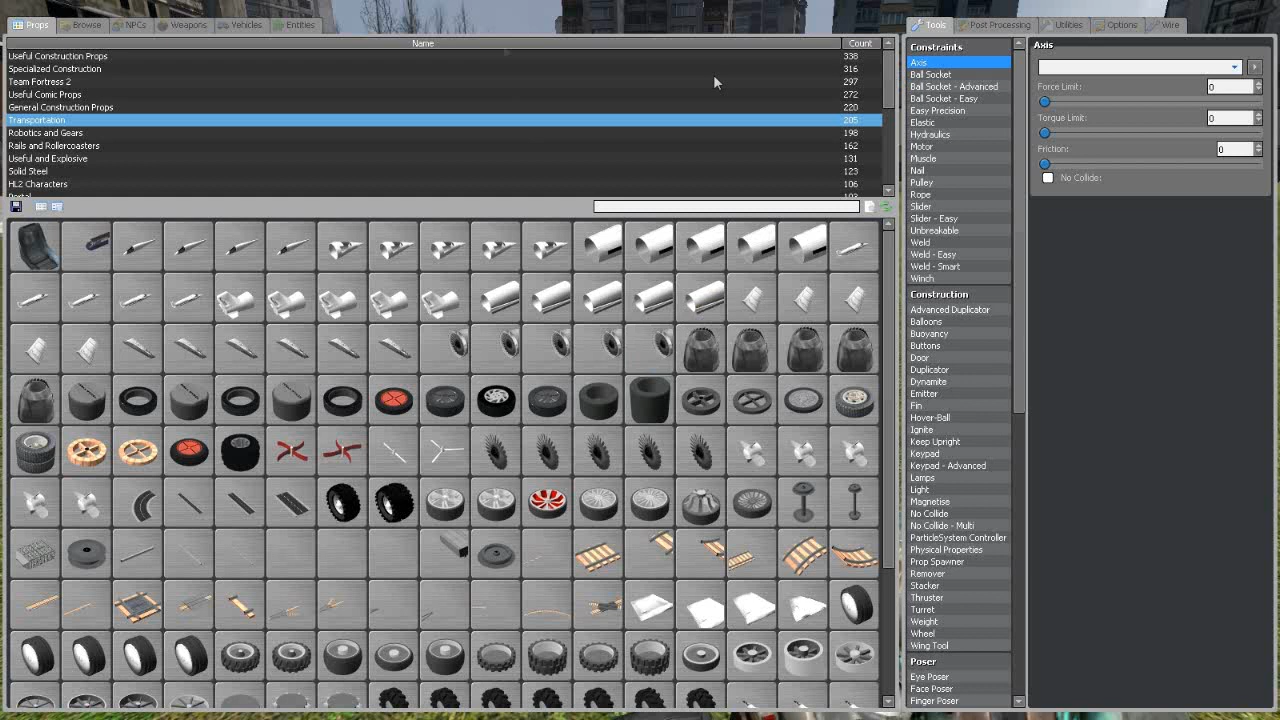 Props
Browse
NPCs
Weapons
Vehicles
Entities
Tools
Post Processing
Utilities
Options
Wire
Name
Count
Useful Construction Props 338
Specialized Construction 316
Team Fortress 2 297
Useful Comic Props 272
General Construction Props 220
Transportation 205
Robotics and Gears 198
Rails and Rollercoasters 162
Useful and Explosive 131
Solid Steel 123
HL2 Characters 106
Constraints
Axis
Ball Socket
Ball Socket - Advanced
Ball Socket - Easy
Easy Precision
Elastic
Hydraulics
Motor
Muscle
Nail
Pulley
Rope
Slider
Slider - Easy
Unbreakable
Weld
Weld - Easy
Weld - Smart
Winch
Construction
Advanced Duplicator
Balloons
Buoyancy
Buttons
Door
Duplicator
Dynamite
Emitter
Fin
Hover-Ball
Ignite
Keep Upright
Keypad
Keypad - Advanced
Lamps
Light
Magnetise
No Collide
No Collide - Multi
ParticleSystem Controller
Physical Properties
Prop Spawner
Remover
Stacker
Thruster
Turret
Weight
Wheel
Wing Tool
Poser
Eye Poser
Face Poser
Finger Poser
Axis
Force Limit: 0
Torque Limit: 0
Friction: 0
No Collide: